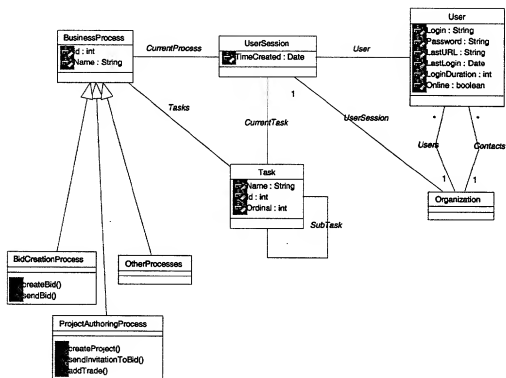 BusinessProcess
Id : int
Name : String
CurrentProcess
UserSession
TimeCreated : Date
User
User
Login : String
Password : String
LastURL : String
LastLogin : Date
LoginDuration : int
Online : boolean
Tasks
1
CurrentTask
UserSession
*
*
Users
Contacts
1
1
Organization
Task
Name : String
Id : int
Ordinal : int
SubTask
BidCreationProcess
createBid()
sendBid()
OtherProcesses
ProjectAuthoringProcess
createProject()
sendInvitationToBid()
addTrade()